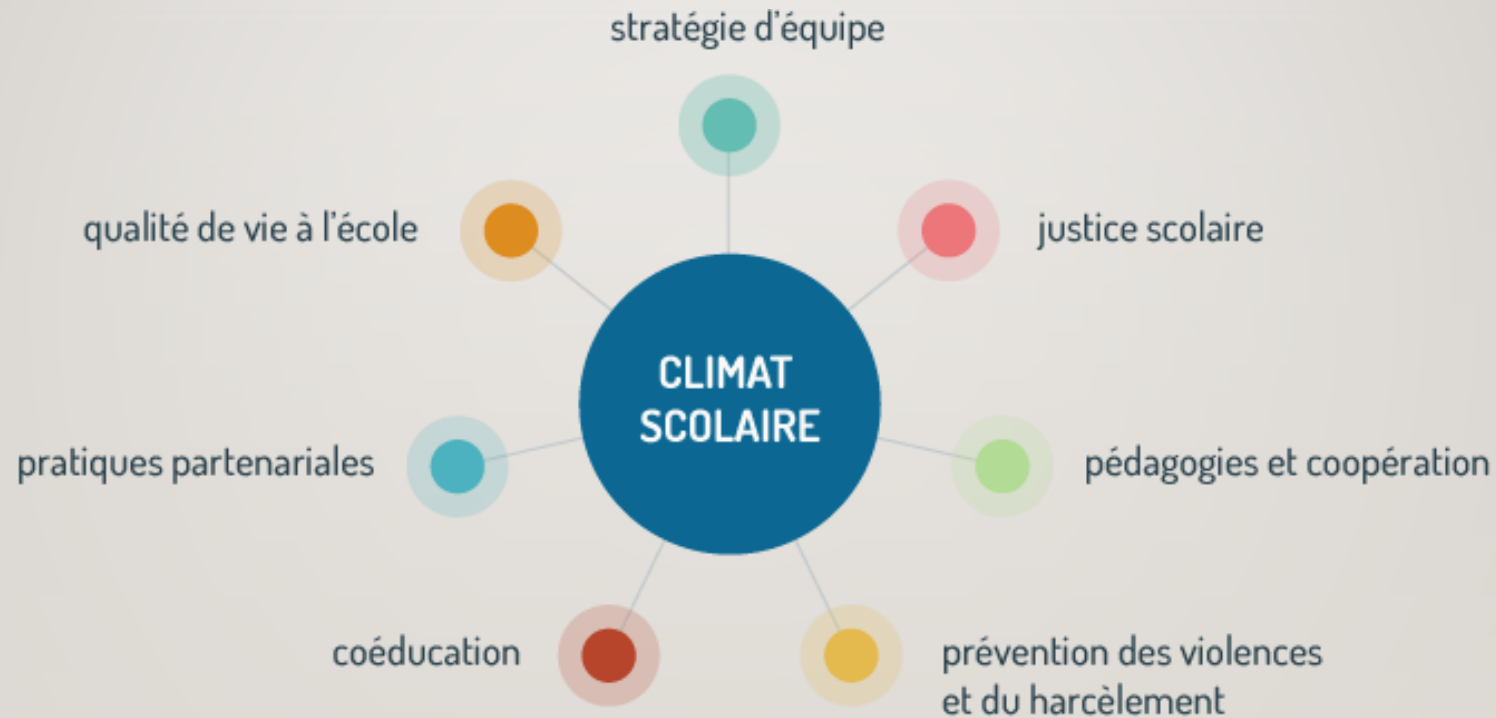 stratégie d'équipe
qualité de vie à l'école
justice scolaire
CLIMAT
SCOLAIRE
pratiques partenariales
pédagogies et coopération
coéducation
prévention des violences
et du harcèlement